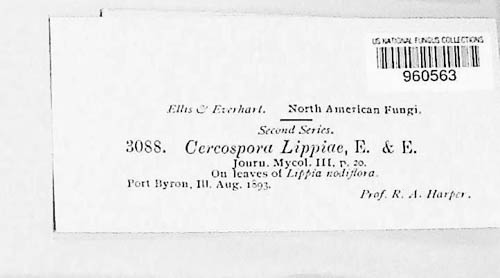 US NATIONAL FUNGUS COLLECTIONS
960563
Ellis & Everhart. North American Fungi.
Second Series.
3088. Cercospora Lippiae, E. & E.
Journ. Mycol. III, p. 20.
On leaves of Lippia nodiflora.
Port Byron, Ill. Aug. 1893.
Prof. R. A. Harper.